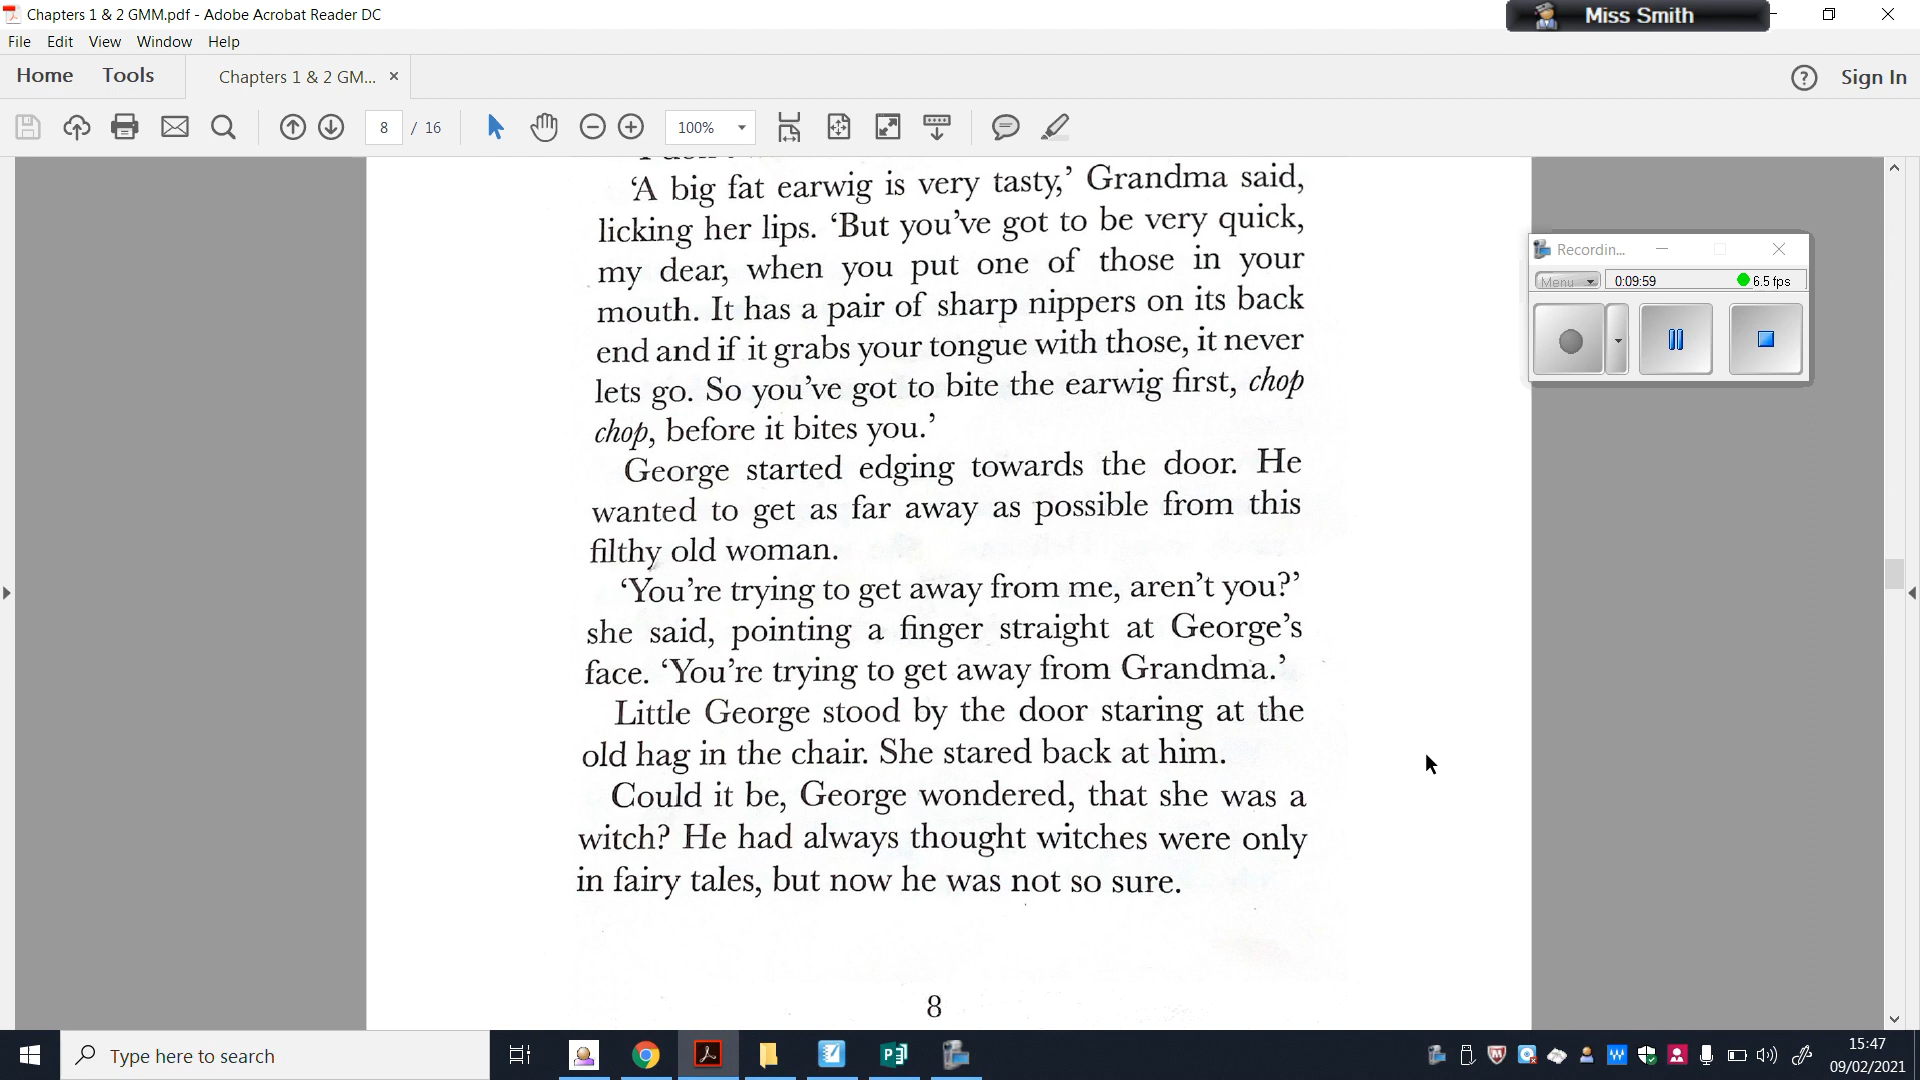 Chapters 1 & 2 GMM.pdf - Adobe Acrobat Reader DC
Miss Smith
File Edit View Window Help
Home Tools Chapters 1 & 2 GM... × Sign In
8 / 16 100%
‘A big fat earwig is very tasty,’ Grandma said,
licking her lips. ‘But you’ve got to be very quick,
my dear, when you put one of those in your
mouth. It has a pair of sharp nippers on its back
end and if it grabs your tongue with those, it never
lets go. So you’ve got to bite the earwig first, chop
chop, before it bites you.’
George started edging towards the door. He
wanted to get as far away as possible from this
filthy old woman.
‘You’re trying to get away from me, aren’t you?’
she said, pointing a finger straight at George’s
face. ‘You’re trying to get away from Grandma.’
Little George stood by the door staring at the
old hag in the chair. She stared back at him.
Could it be, George wondered, that she was a
witch? He had always thought witches were only
in fairy tales, but now he was not so sure.
8
Recordin...
Menu 0:09:59 6.5 fps
Type here to search
15:47
09/02/2021